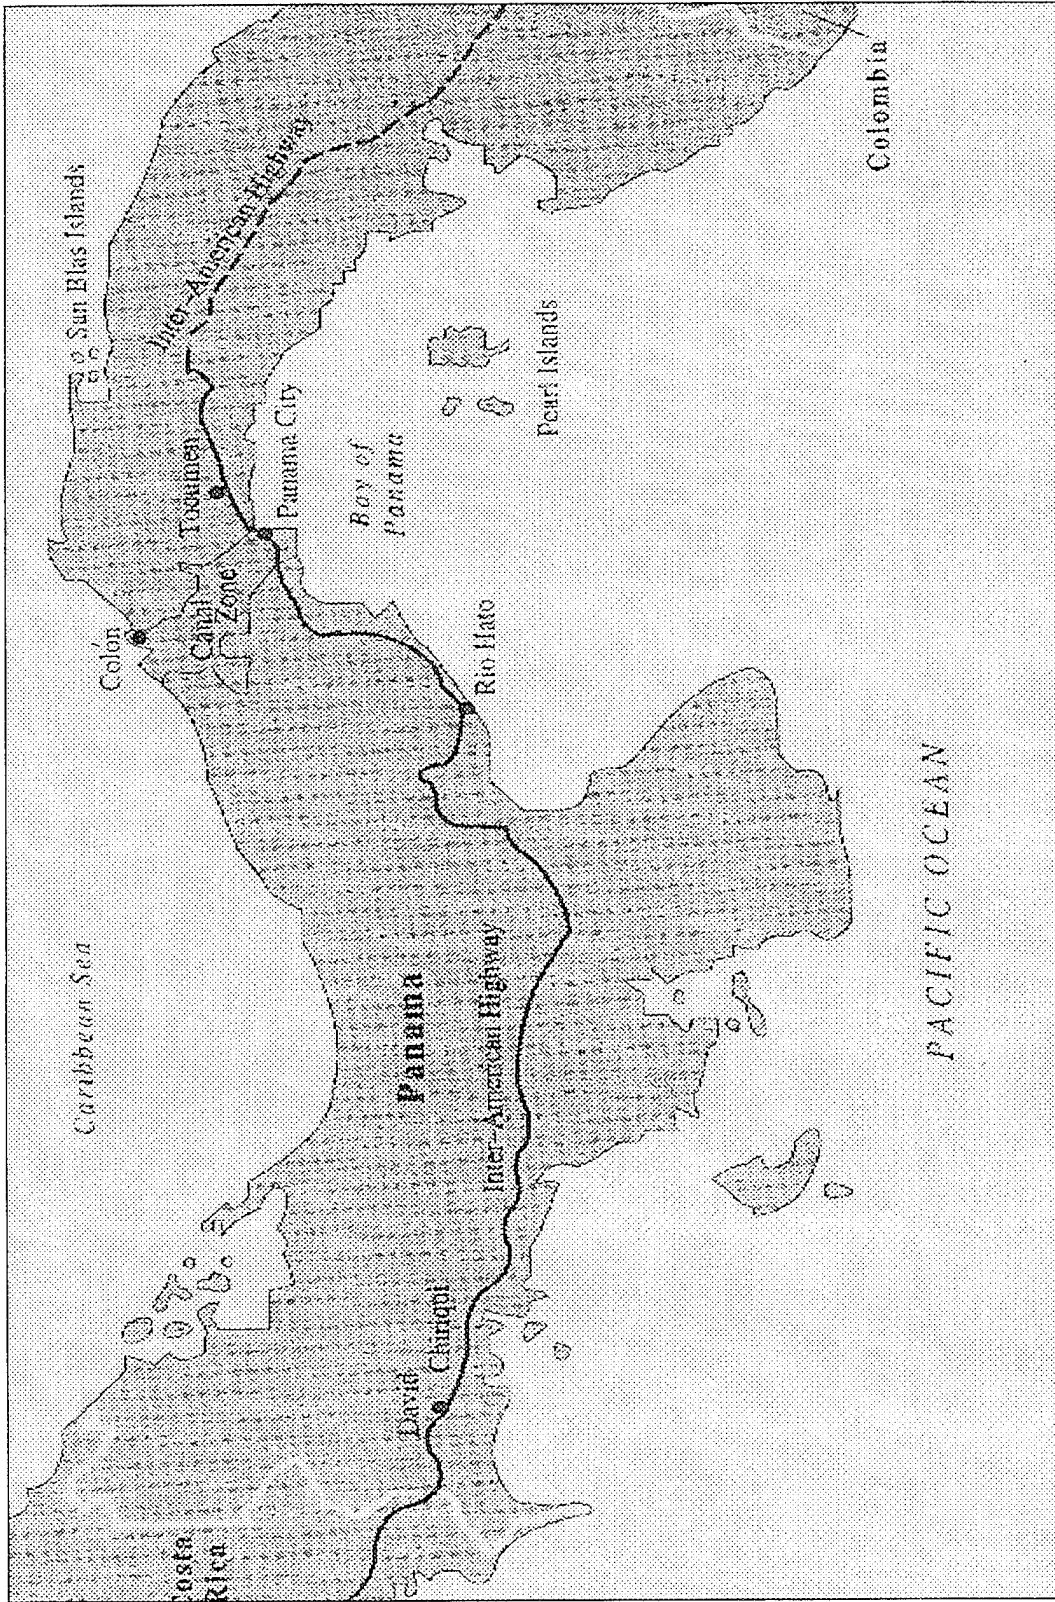 Caribbean Sea
Colón
San Blas Islands
Canal
Zone
Tocumen
Inter-American Highway
Panama City
Costa
Rica
Panama
Bay of
Panama
David
Chiriqui
Inter-American Highway
Rio Hato
Pearl Islands
Colombia
PACIFIC OCEAN